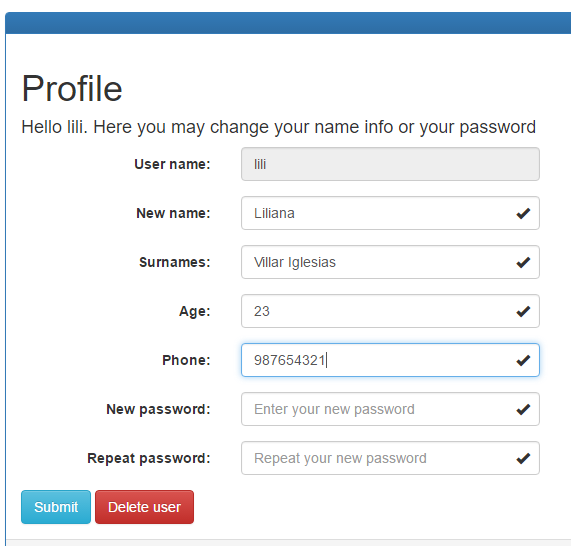 Profile
Hello lili. Here you may change your name info or your password
User name: lili
New name: Liliana
Surnames: Villar Iglesias
Age: 23
Phone: 987654321
New password: Enter your new password
Repeat password: Repeat your new password
Submit Delete user